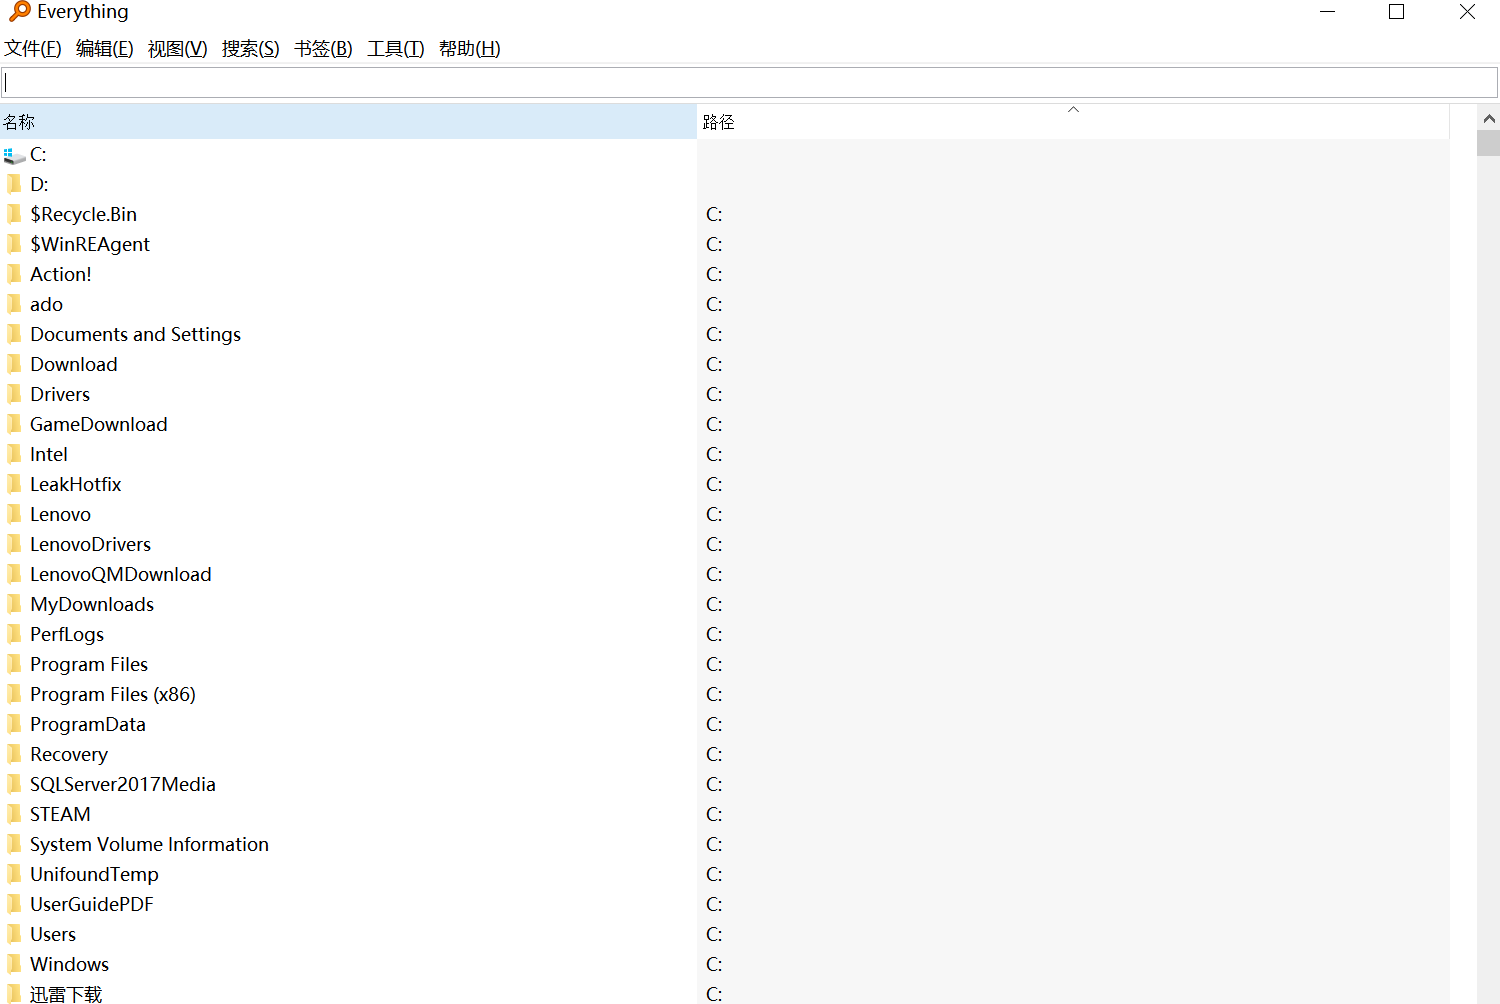 Everything
文件(F) 编辑(E) 视图(V) 搜索(S) 书签(B) 工具(T) 帮助(H)
名称 路径
C:
D:
$Recycle.Bin C:
$WinREAgent C:
Action! C:
ado C:
Documents and Settings C:
Download C:
Drivers C:
GameDownload C:
Intel C:
LeakHotfix C:
Lenovo C:
LenovoDrivers C:
LenovoQMDownload C:
MyDownloads C:
PerfLogs C:
Program Files C:
Program Files (x86) C:
ProgramData C:
Recovery C:
SQLServer2017Media C:
STEAM C:
System Volume Information C:
UnifoundTemp C:
UserGuidePDF C:
Users C:
Windows C:
迅雷下载 C: